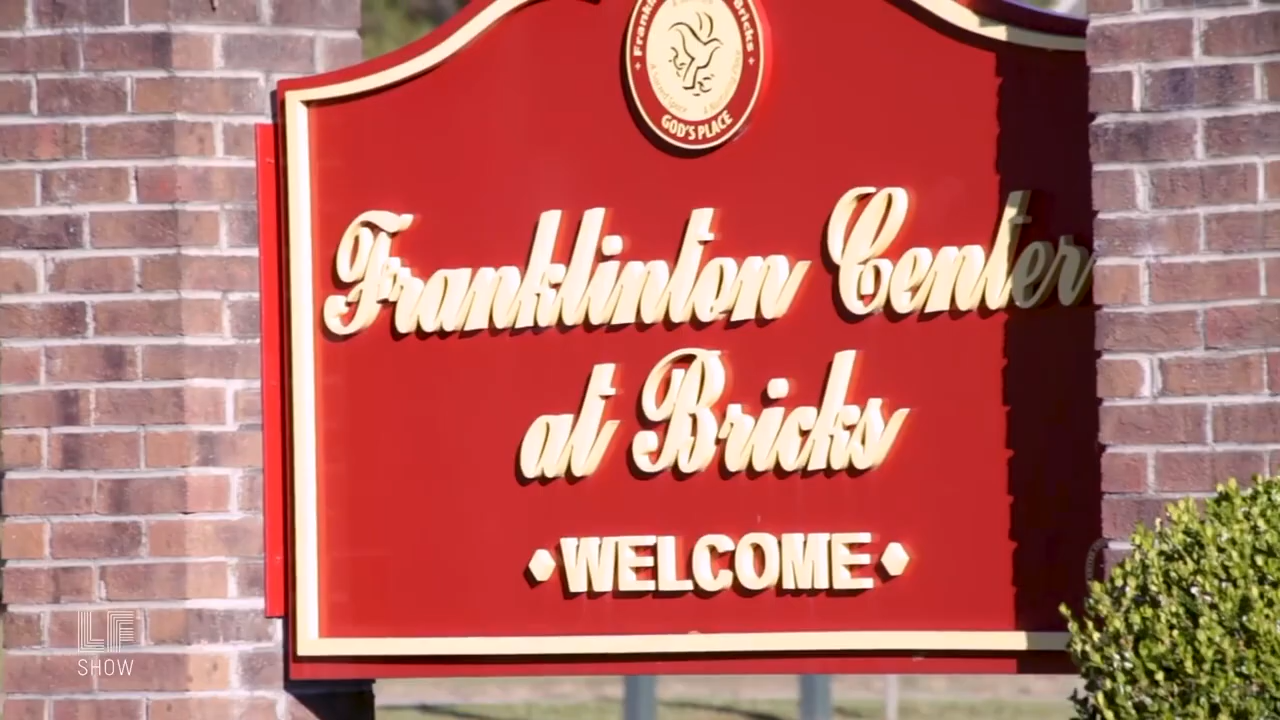 GOD'S PLACE
Franklinton Center
at Bricks
WELCOME
LF
SHOW